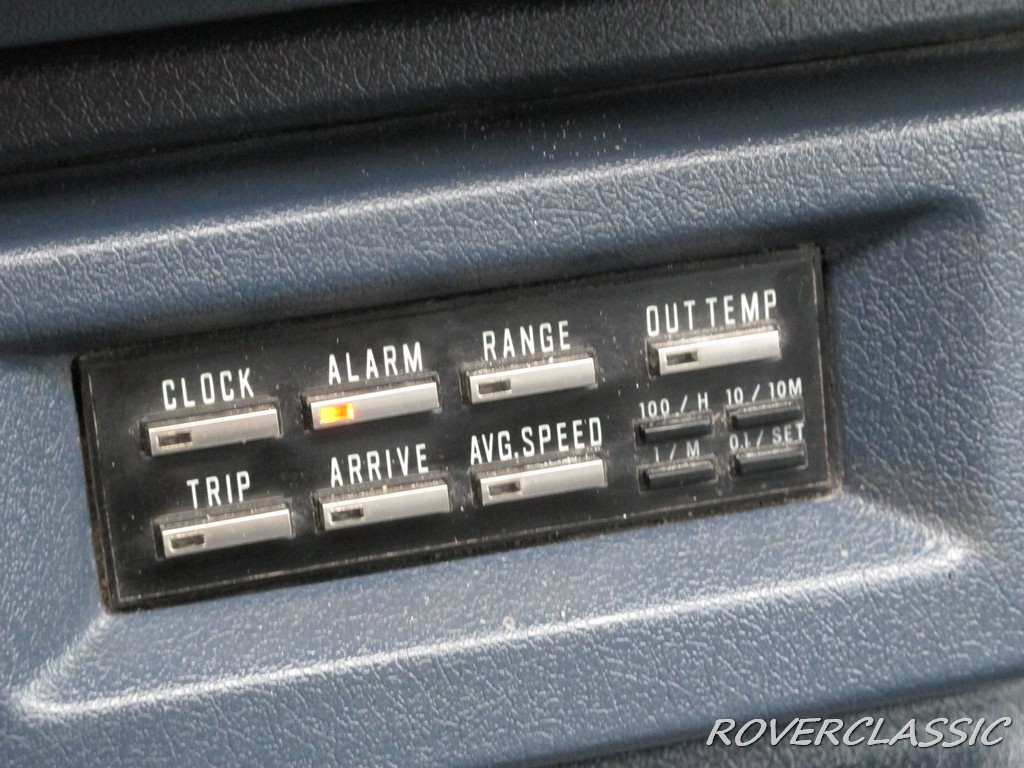 CLOCK ALARM RANGE OUT TEMP
100 / H 10 / 10M
TRIP ARRIVE AVG.SPEED 1 / M 0.1 / SET
ROVERCLASSIC